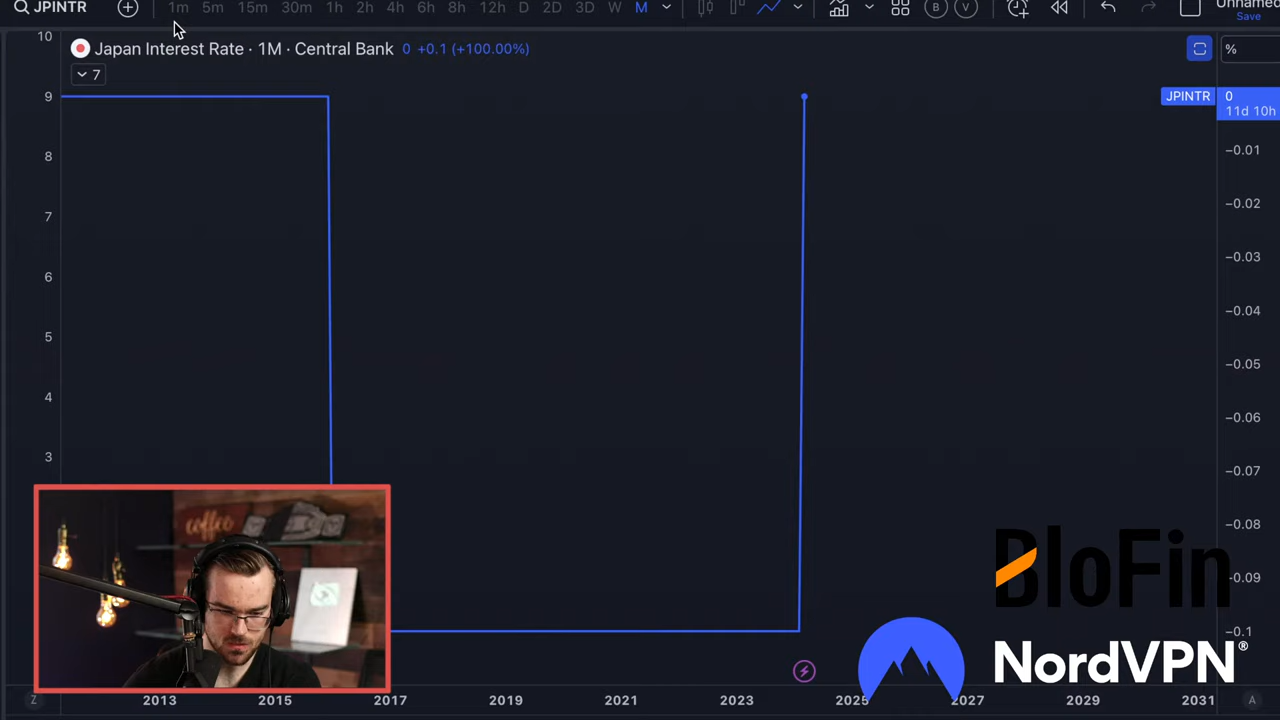 JPINTR
1m 5m 15m 30m 1h 2h 4h 6h 8h 12h D 2D 3D W M
B V
Unnamed
Save
Japan Interest Rate · 1M · Central Bank 0 +0.1 (+100.00%)
7
%
JPINTR 0
11d 10h
10
9
8
7
6
5
4
3
−0.01
−0.02
−0.03
−0.04
−0.05
−0.06
−0.07
−0.08
−0.09
−0.1
coffee
BloFin
NordVPN®
Z 2013 2015 2017 2019 2021 2023 2025 2027 2029 2031 A